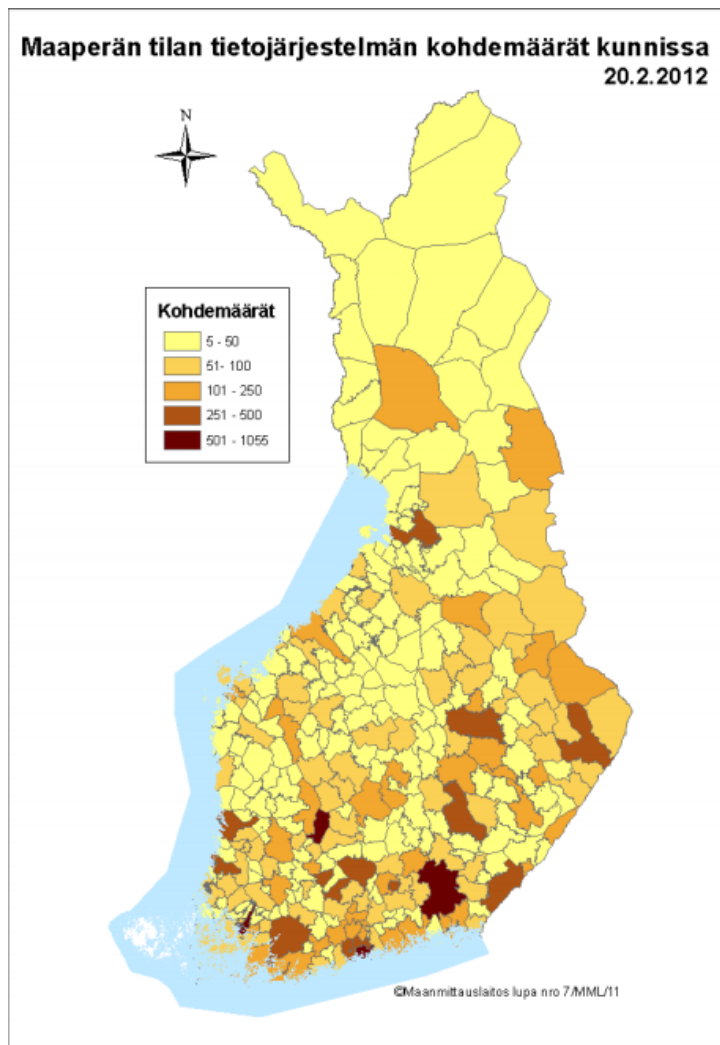 Maaperän tilan tietojärjestelmän kohdemäärät kunnissa
20.2.2012
N
Kohdemäärät
5 - 50
51- 100
101 - 250
251 - 500
501 - 1055
©Maanmittauslaitos lupa nro 7/MML/11